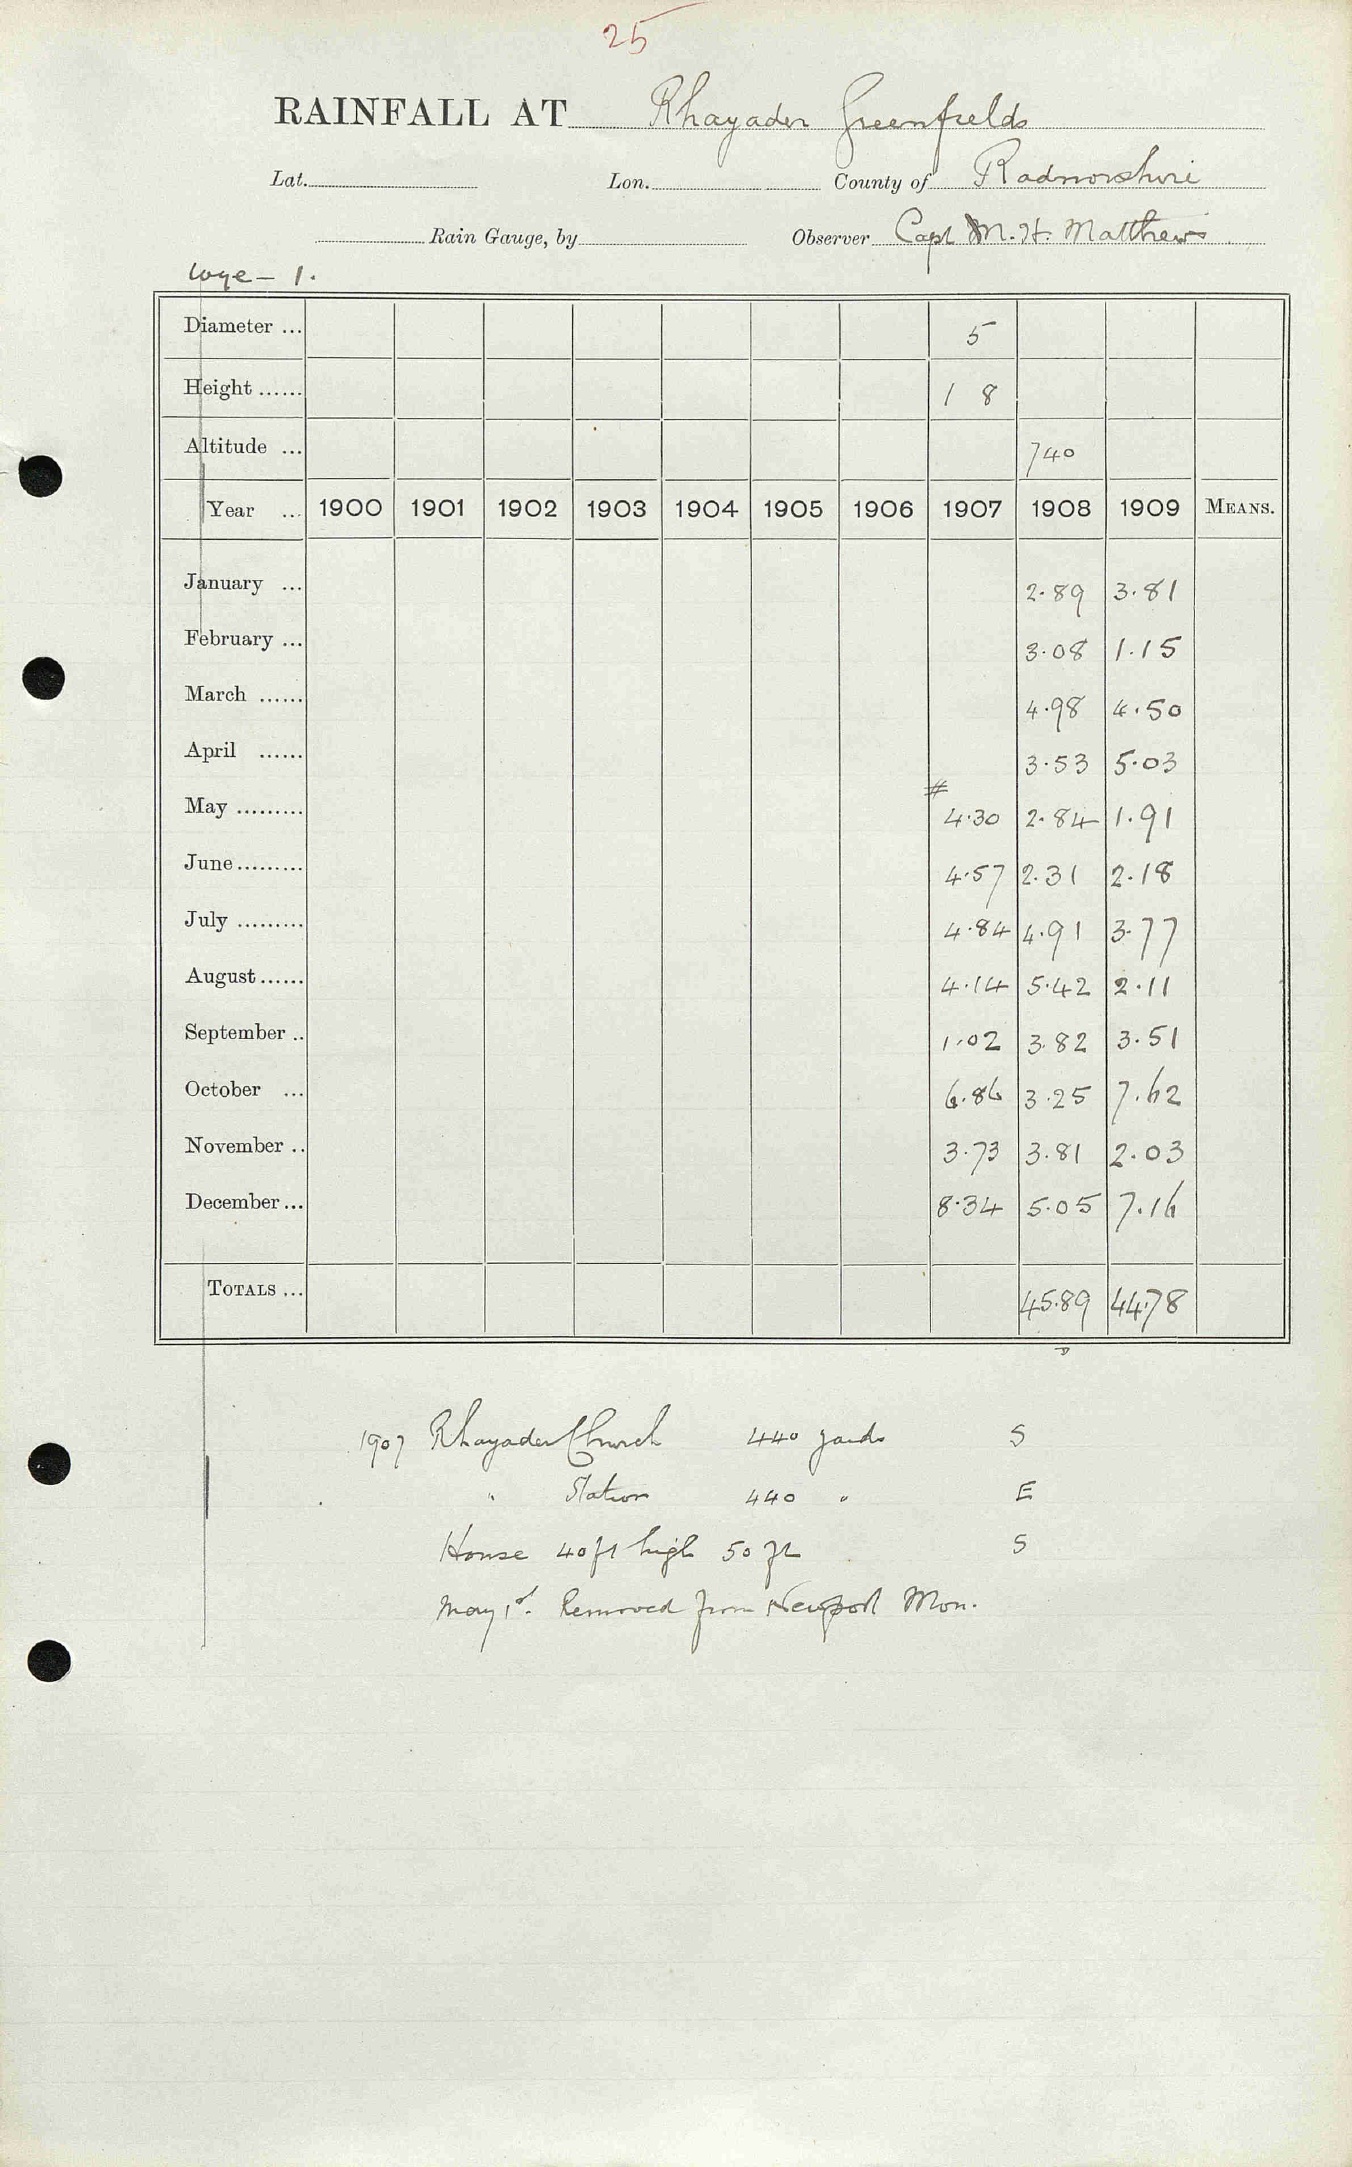 25
RAINFALL AT Rhayader Greenfields
Lat. Lon. County of Radnorshire
Rain Gauge, by Observer Capt M. H. Matthews
Wye - 1.
Diameter ... 5
Height ...... 1 8
Altitude ... 740
Year ... 1900 1901 1902 1903 1904 1905 1906 1907 1908 1909 MEANS.
January ... 2.89 3.81
February ... 3.08 1.15
March ...... 4.98 4.50
April ...... 3.53 5.03
#
May ......... 4.30 2.84 1.91
June ......... 4.57 2.31 2.18
July ......... 4.84 4.91 3.77
August ...... 4.14 5.42 2.11
September .. 1.02 3.82 3.51
October ... 6.86 3.25 7.62
November .. 3.73 3.81 2.03
December ... 8.34 5.05 7.16
TOTALS ... 45.89 44.78
1907 Rhayader Church 440 yards S
" Station 440 " E
House 40 ft high 50 ft S
May 1st. Removed from Newport Mon.